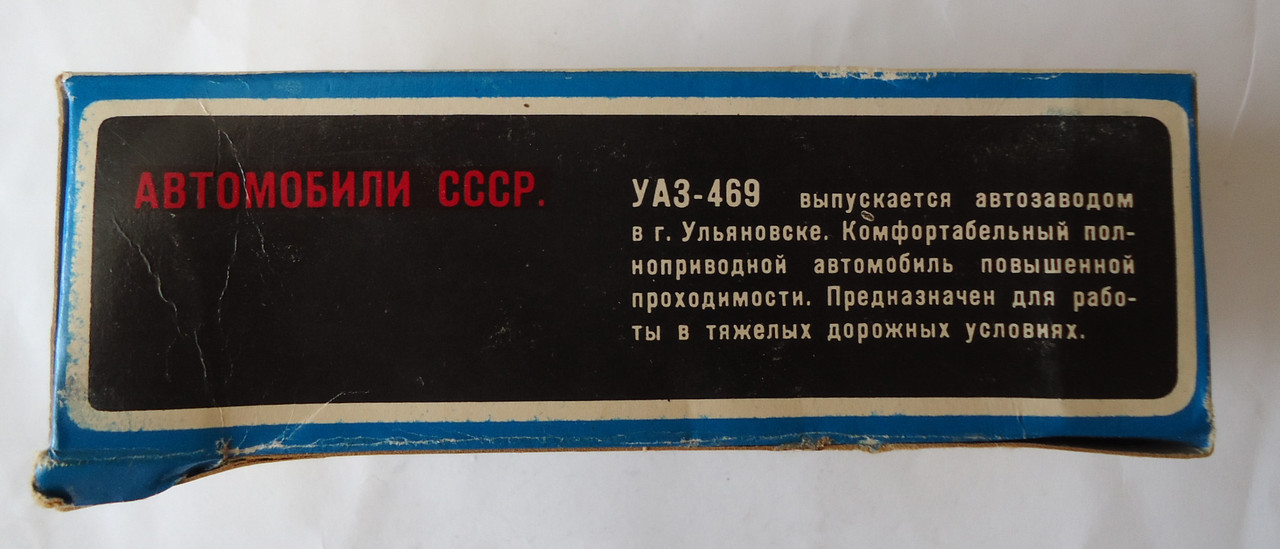 АВТОМОБИЛИ СССР.
УАЗ-469 выпускается автозаводом
в г. Ульяновске. Комфортабельный пол-
ноприводной автомобиль повышенной
проходимости. Предназначен для рабо-
ты в тяжелых дорожных условиях.